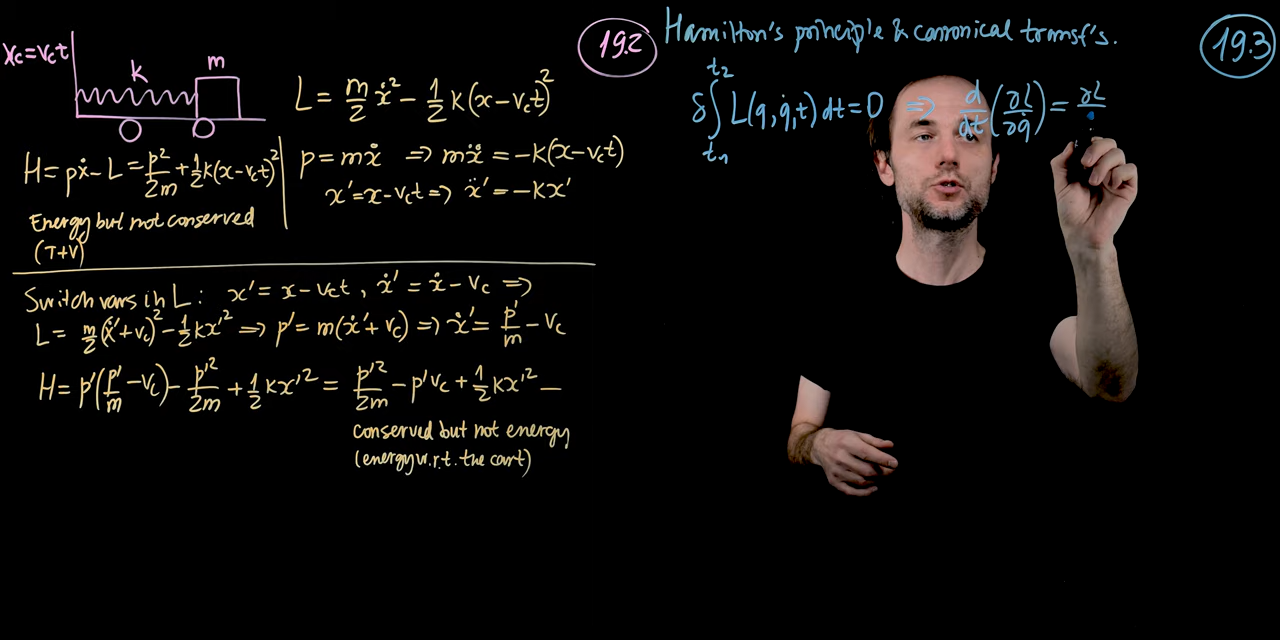 19.2
x_c = v_c t
k
m
L = m/2 ẋ² − 1/2 k(x − v_c t)²
H = pẋ − L = p²/2m + 1/2 k(x − v_c t)²
Energy but not conserved
(T+V)
p = mẋ ⇒ mẍ = −k(x − v_c t)
x' = x − v_c t ⇒ ẍ' = −kx'
Switch vars in L: x' = x − v_c t, ẋ' = ẋ − v_c ⇒
L = m/2 (ẋ' + v_c)² − 1/2 kx'² ⇒ p' = m(ẋ' + v_c) ⇒ ẋ' = p'/m − v_c
H = p'(p'/m − v_c) − p'²/2m + 1/2 kx'² = p'²/2m − p'v_c + 1/2 kx'² —
conserved but not energy
(energy w.r.t. the cart)
Hamilton's principle & canonical transf's.
19.3
δ∫_{t₁}^{t₂} L(q, q̇, t) dt = 0 ⇒ d/dt (∂L/∂q̇) = ∂L/